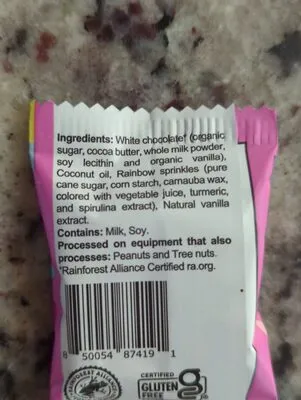 Ingredients: White chocolate† (organic
sugar, cocoa butter, whole milk powder,
soy lecithin and organic vanilla),
Coconut oil, Rainbow sprinkles (pure
cane sugar, corn starch, carnauba wax,
colored with vegetable juice, turmeric,
and spirulina extract), Natural vanilla
extract.
Contains: Milk, Soy.
Processed on equipment that also
processes: Peanuts and Tree nuts.
†Rainforest Alliance Certified ra.org.
8 50054 87419 1
RAINFOREST ALLIANCE
CERTIFIED
GLUTEN
FREE